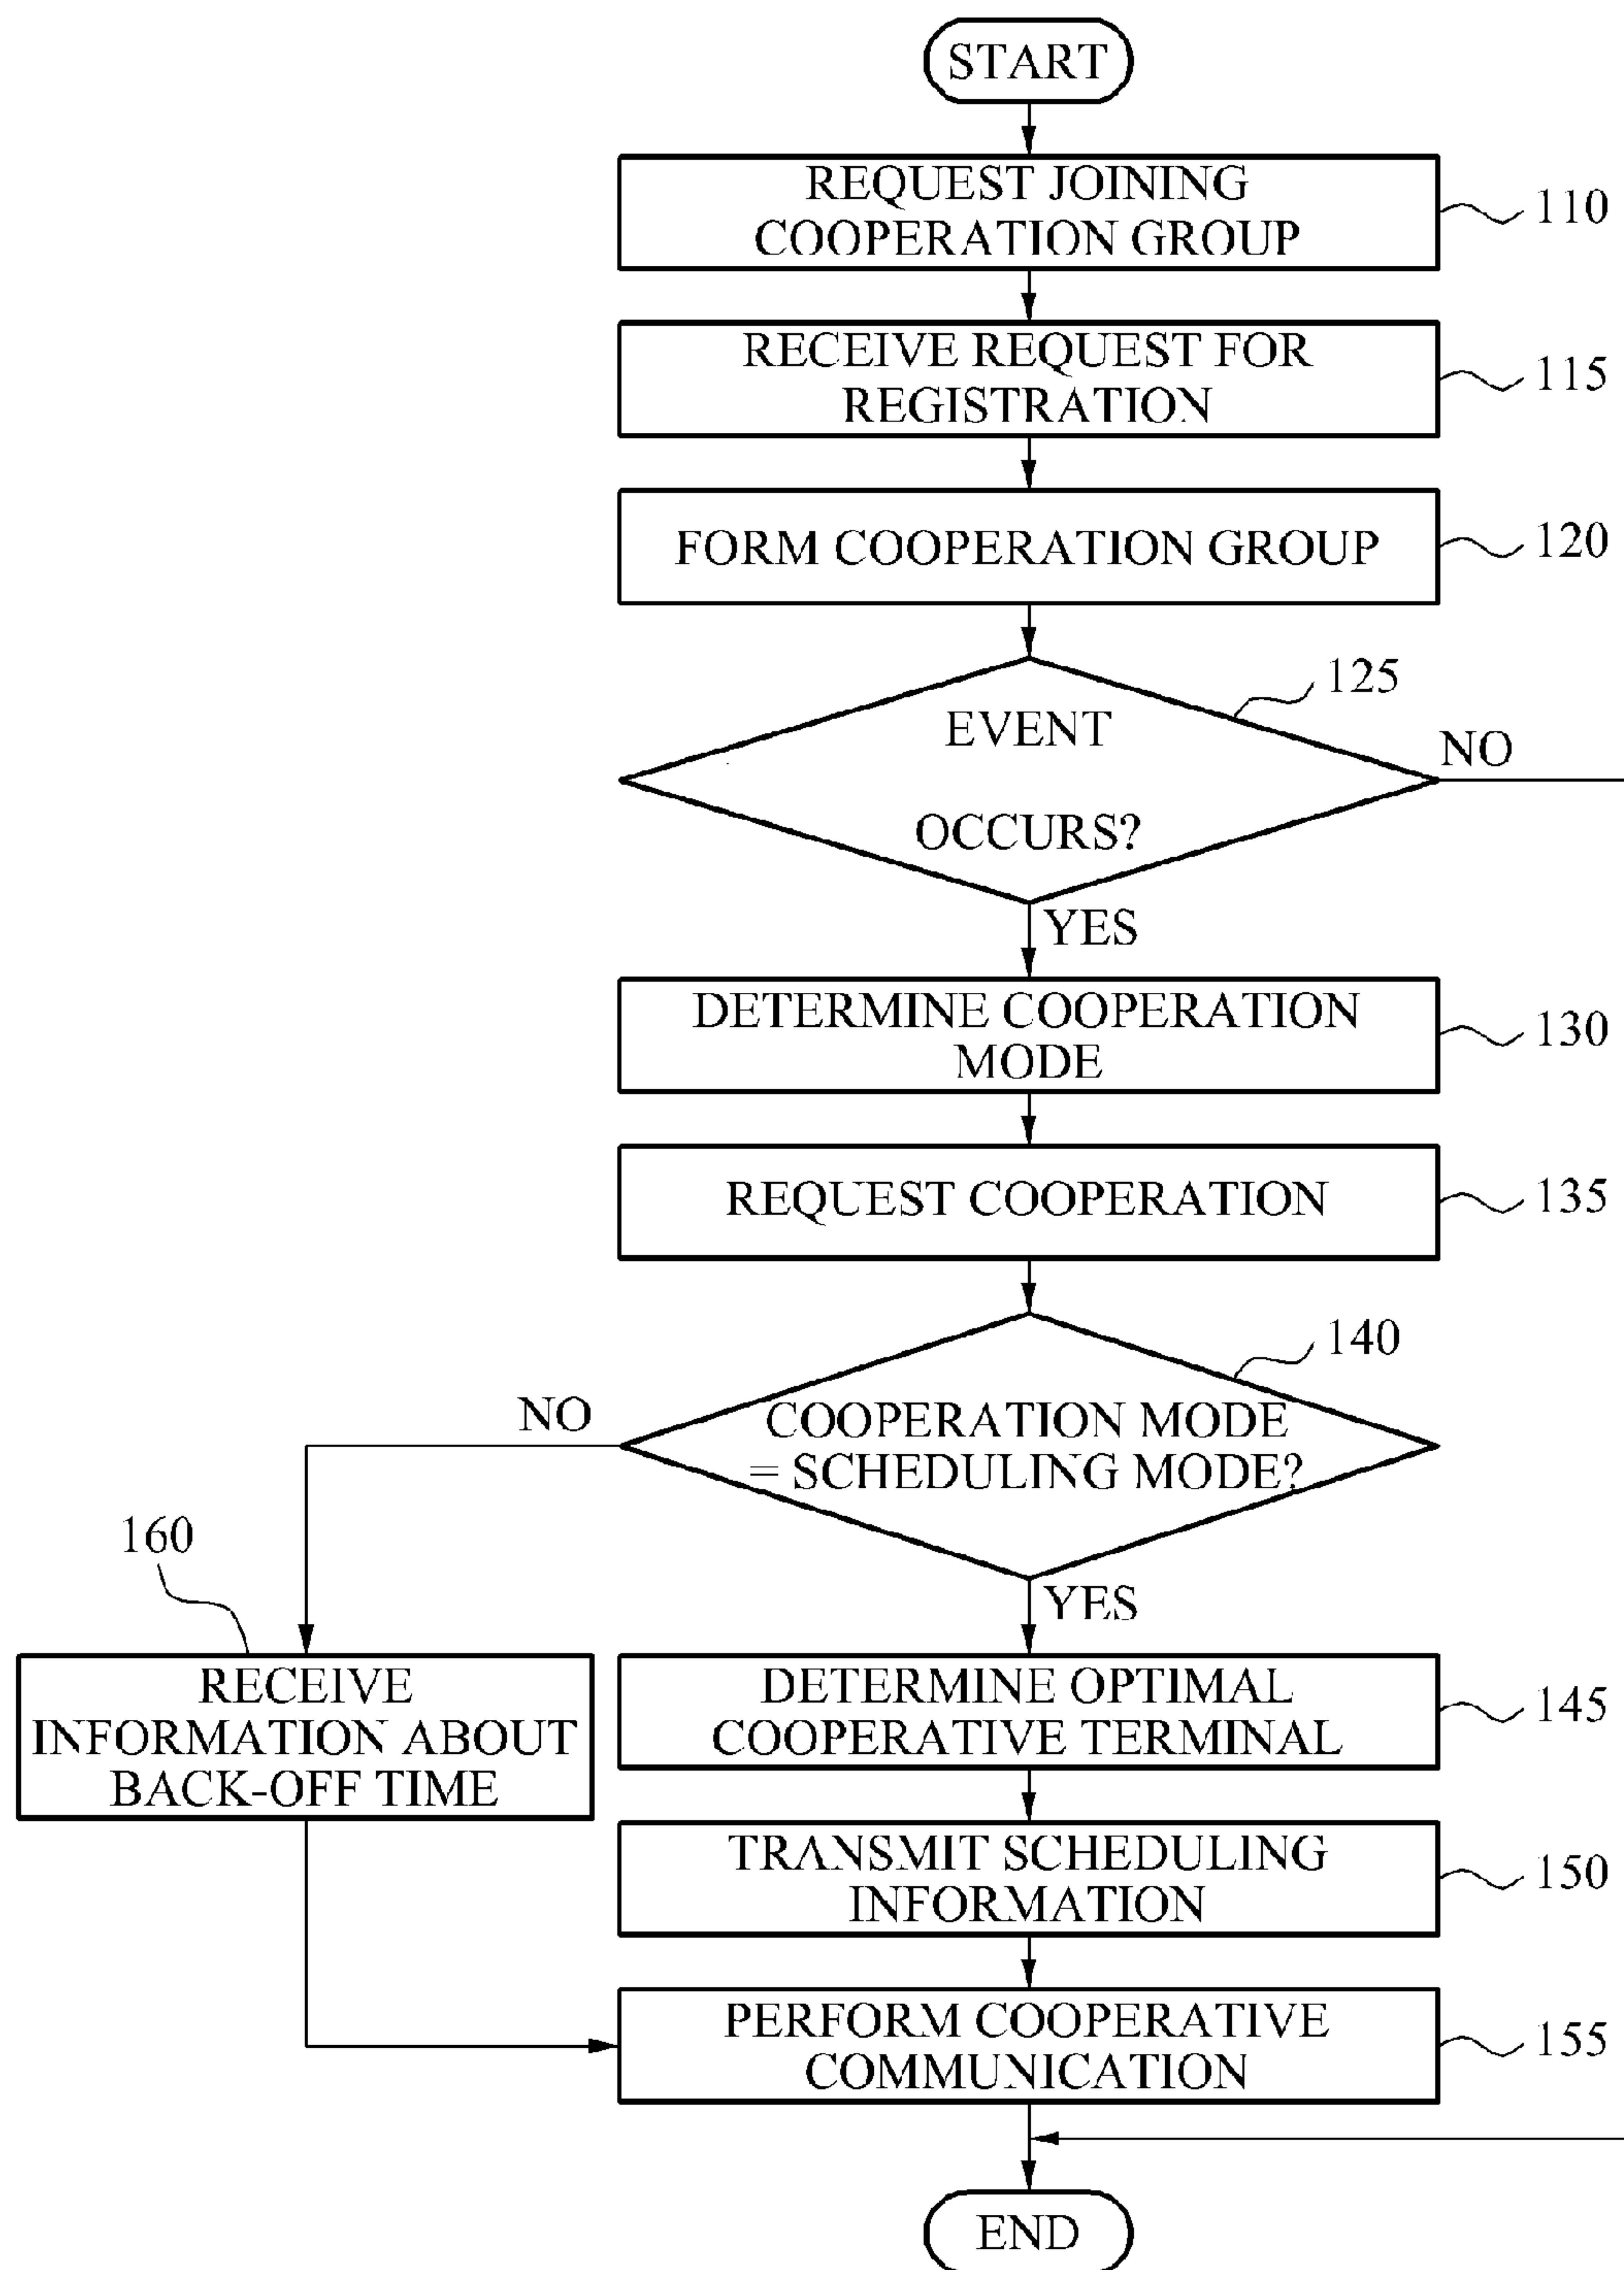 START
REQUEST JOINING
COOPERATION GROUP
110
RECEIVE REQUEST FOR
REGISTRATION
115
FORM COOPERATION GROUP
120
125
EVENT
OCCURS?
NO
YES
DETERMINE COOPERATION
MODE
130
REQUEST COOPERATION
135
140
COOPERATION MODE
= SCHEDULING MODE?
NO
YES
160
RECEIVE
INFORMATION ABOUT
BACK-OFF TIME
DETERMINE OPTIMAL
COOPERATIVE TERMINAL
145
TRANSMIT SCHEDULING
INFORMATION
150
PERFORM COOPERATIVE
COMMUNICATION
155
END